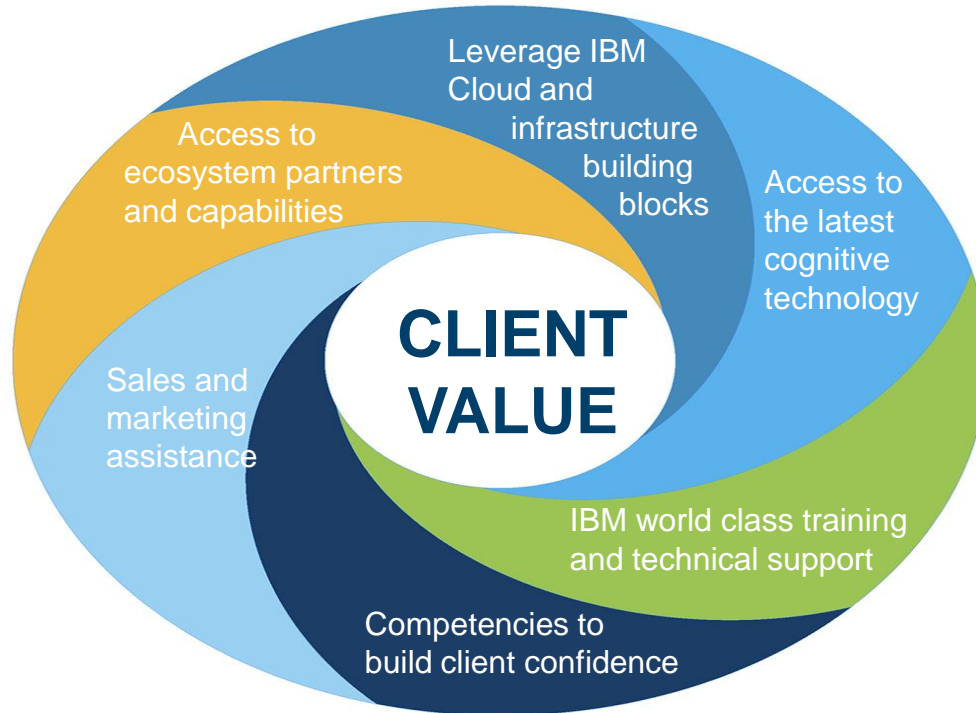 Leverage IBM
Cloud and
infrastructure
building
blocks
Access to
the latest
cognitive
technology
IBM world class training
and technical support
Competencies to
build client confidence
Sales and
marketing
assistance
Access to
ecosystem partners
and capabilities
CLIENT
VALUE